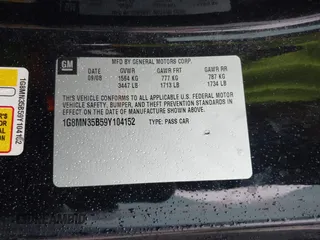 GM
MFD BY GENERAL MOTORS CORP.
DATE GVWR GAWR FRT GAWR RR
09/08 1564 KG 777 KG 787 KG
3447 LB 1713 LB 1734 LB
THIS VEHICLE CONFORMS TO ALL APPLICABLE U.S. FEDERAL MOTOR
VEHICLE SAFETY, BUMPER, AND THEFT PREVENTION STANDARDS
IN EFFECT ON THE DATE OF MANUFACTURE SHOWN ABOVE.
1G8MN35B59Y104152 TYPE: PASS CAR
1G8MN35B59Y104152